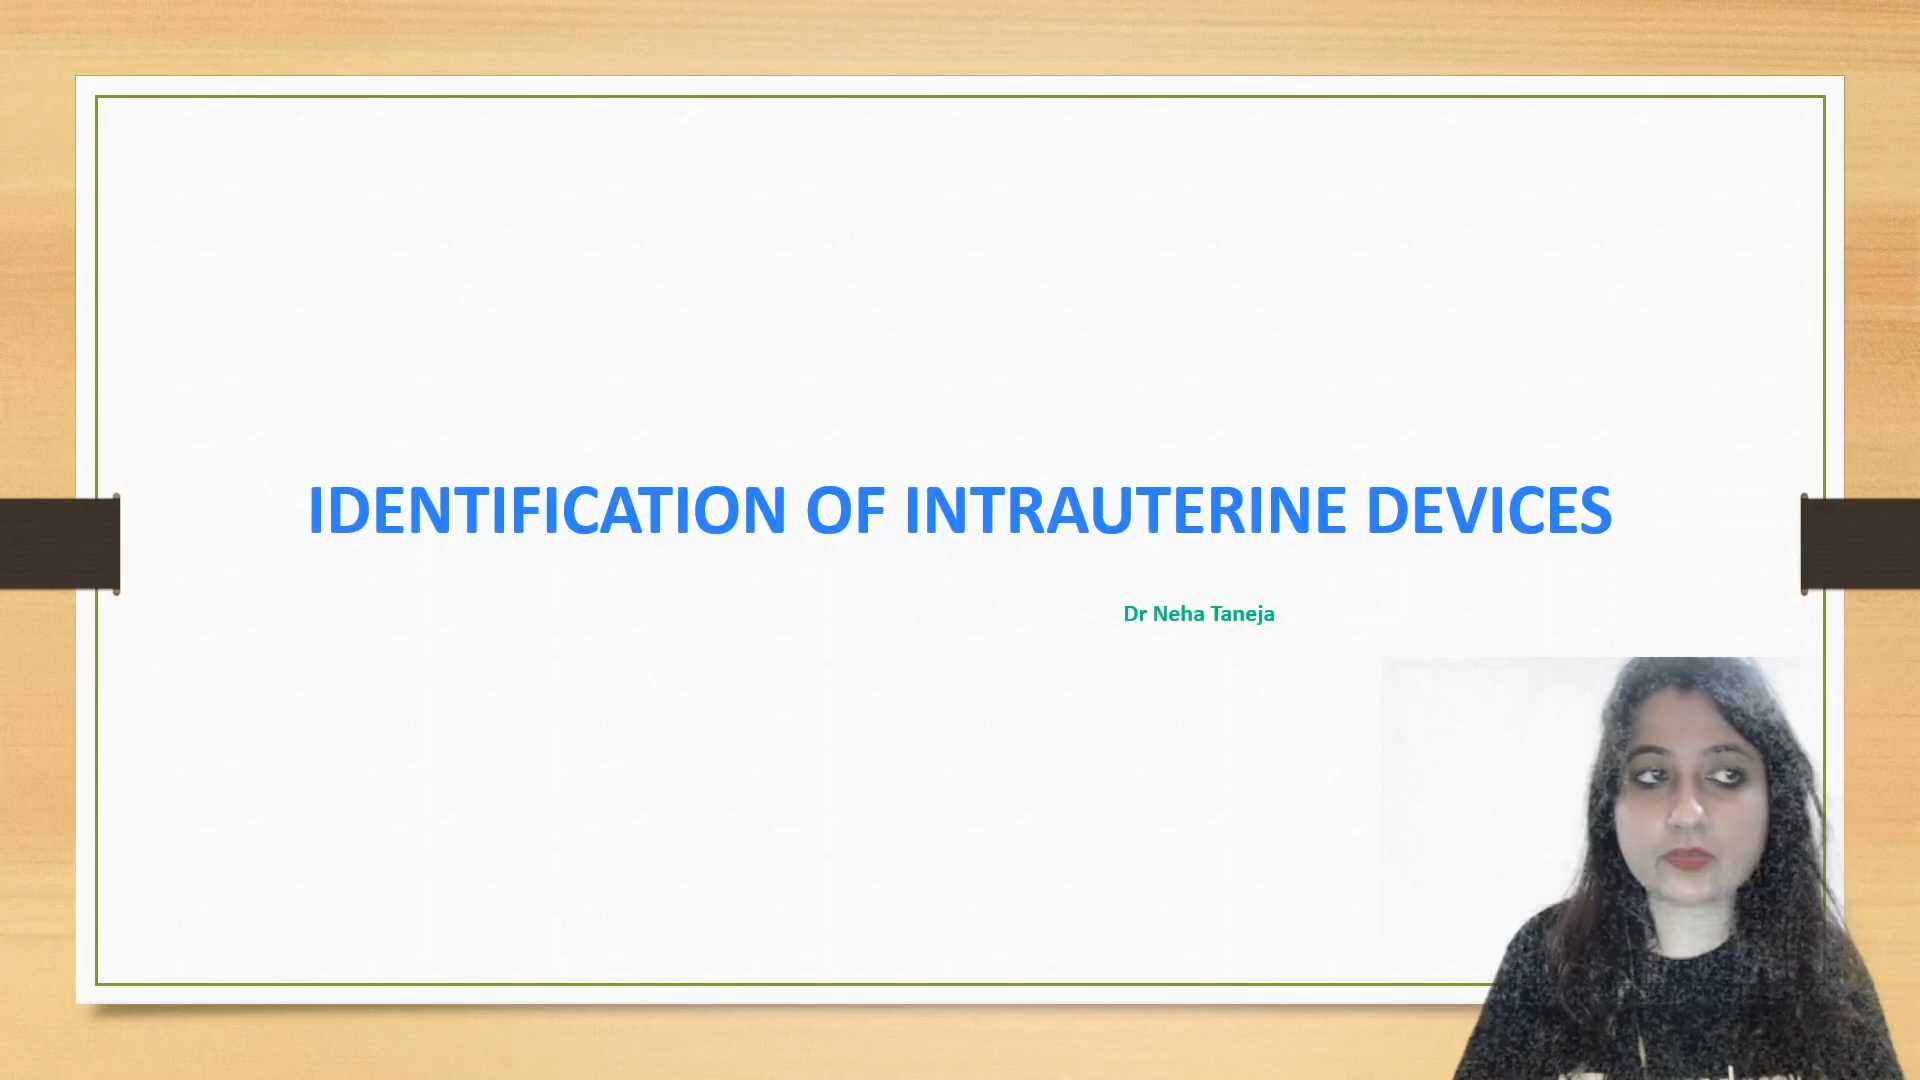 IDENTIFICATION OF INTRAUTERINE DEVICES
Dr Neha Taneja